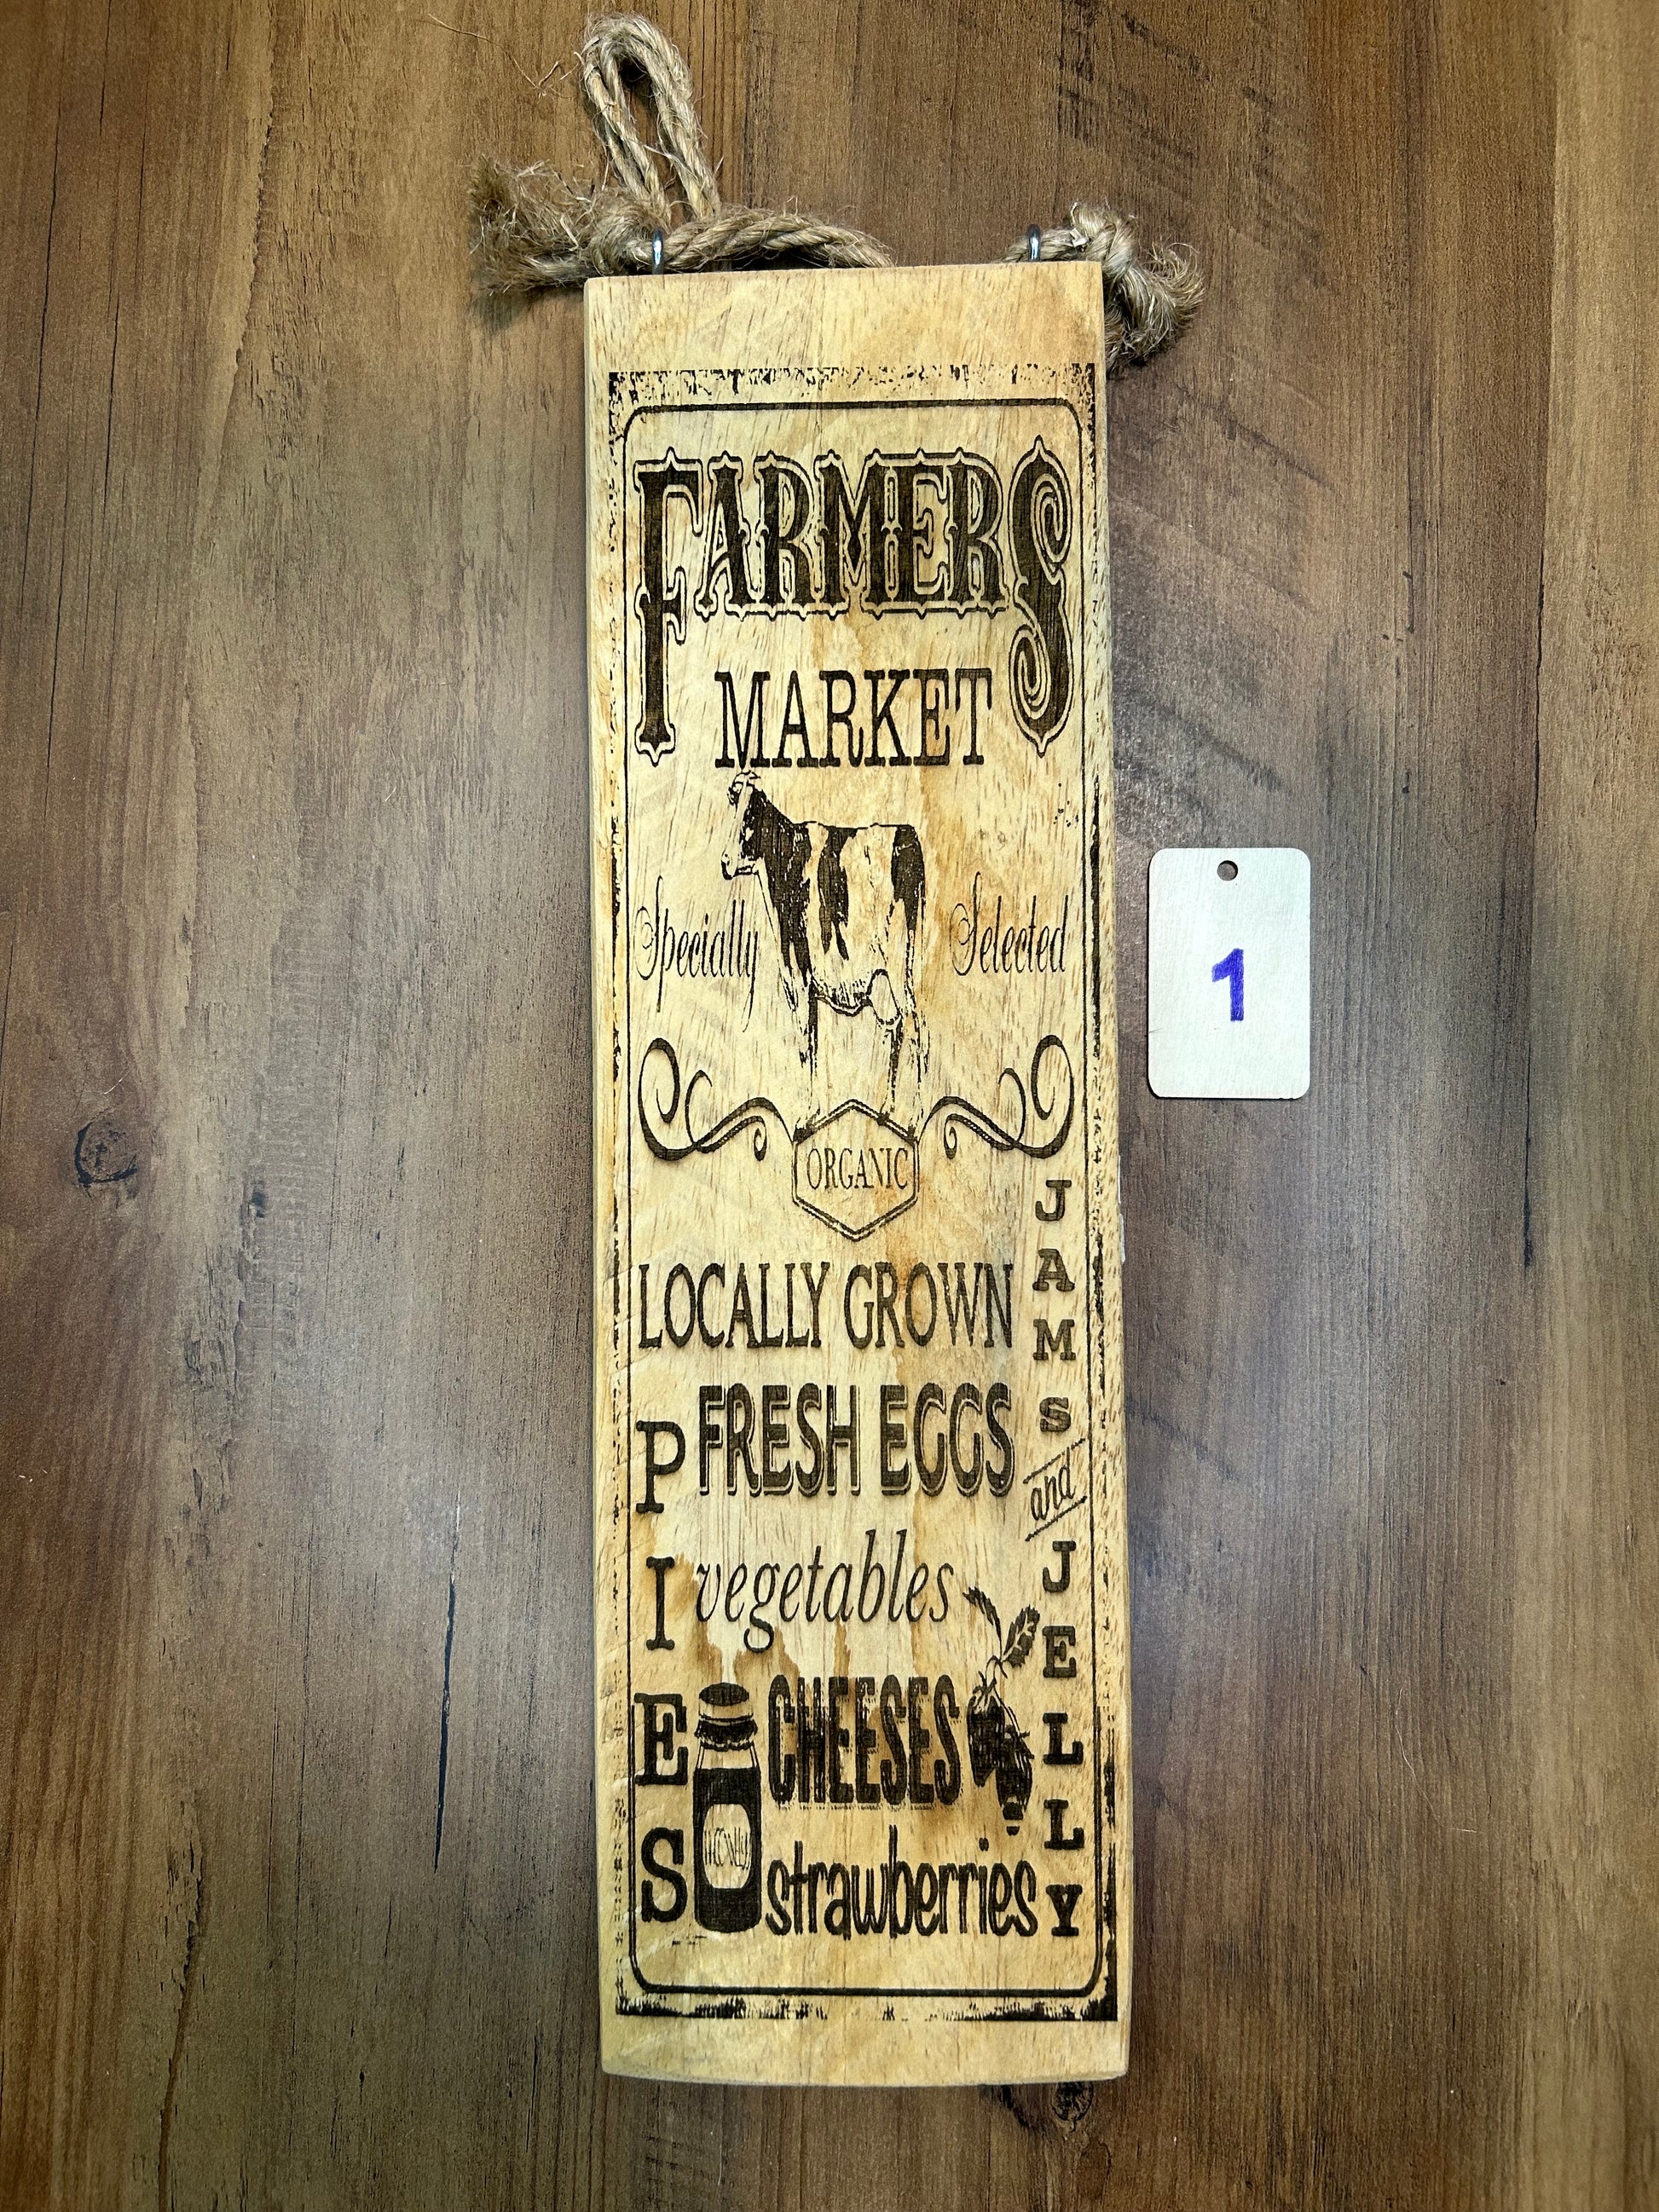 FARMERS
MARKET
Specially Selected
ORGANIC
LOCALLY GROWN
FRESH EGGS
vegetables
CHEESES
strawberries
PIES
JAMS and JELLY
1